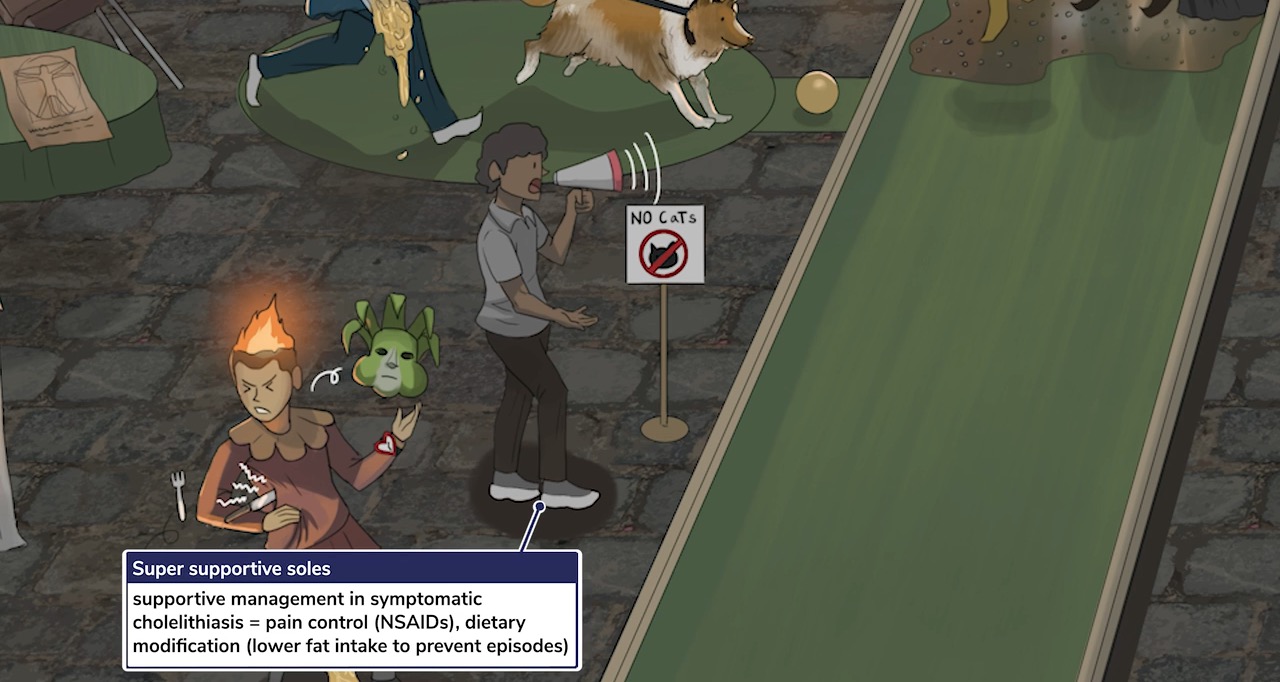 NO CaTs
Super supportive soles
supportive management in symptomatic
cholelithiasis = pain control (NSAIDs), dietary
modification (lower fat intake to prevent episodes)